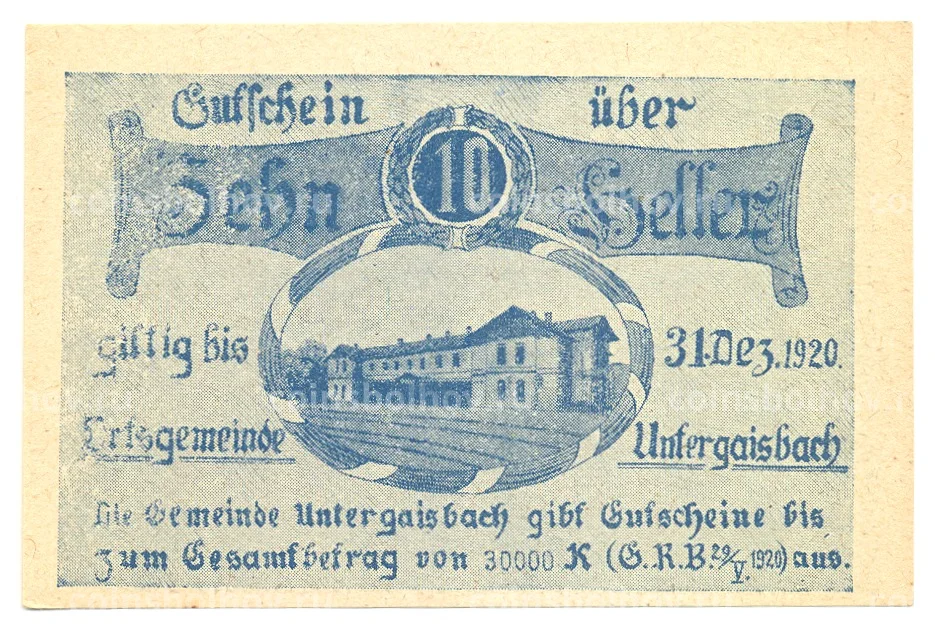 Gutschein über
10
Zehn Heller
giltig bis 31.Dez.1920.
Ortsgemeinde Untergaisbach
Die Gemeinde Untergaisbach gibt Gutscheine bis
zum Gesamtbetrag von 30000 K (G.R.B. 29/V. 1920) aus.